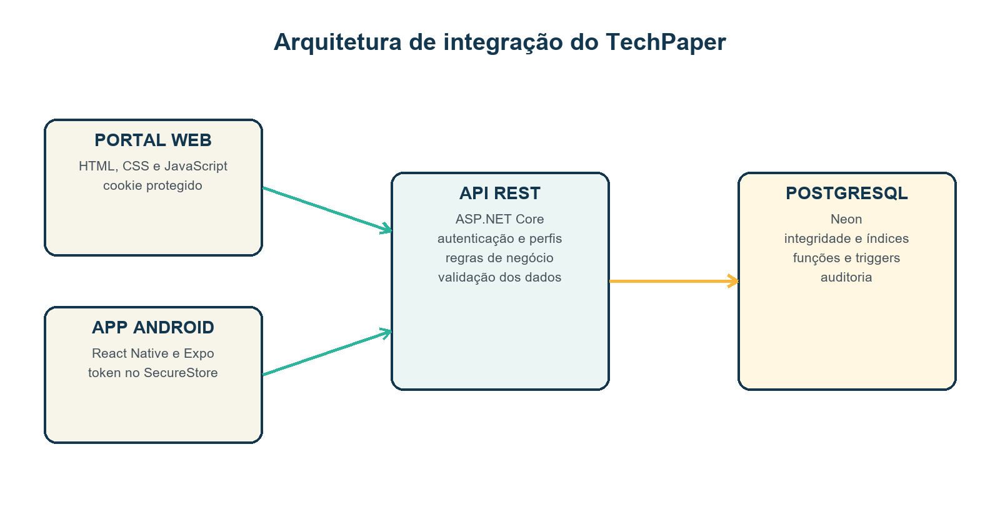 Arquitetura de integração do TechPaper
PORTAL WEB
HTML, CSS e JavaScript
cookie protegido
APP ANDROID
React Native e Expo
token no SecureStore
API REST
ASP.NET Core
autenticação e perfis
regras de negócio
validação dos dados
POSTGRESQL
Neon
integridade e índices
funções e triggers
auditoria